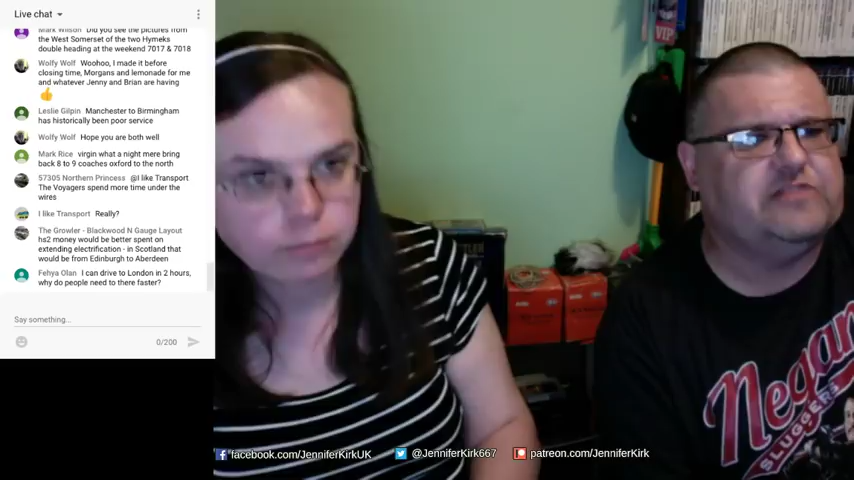 Live chat
Mark Wilson Did you see the pictures from
the West Somerset of the two Hymeks
double heading at the weekend 7017 & 7018
Wolfy Wolf Woohoo, I made it before
closing time, Morgans and lemonade for me
and whatever Jenny and Brian are having
Leslie Gilpin Manchester to Birmingham
has historically been poor service
Wolfy Wolf Hope you are both well
Mark Rice virgin what a night mere bring
back 8 to 9 coaches oxford to the north
57305 Northern Princess @I like Transport
The Voyagers spend more time under the
wires
I like Transport Really?
The Growler - Blackwood N Gauge Layout
hs2 money would be better spent on
extending electrification - in Scotland that
would be from Edinburgh to Aberdeen
Fehya Olan I can drive to London in 2 hours,
why do people need to there faster?
Say something...
0/200
VIP
Negan
SLUGGERS
facebook.com/JenniferKirkUK
@JenniferKirk667
patreon.com/JenniferKirk